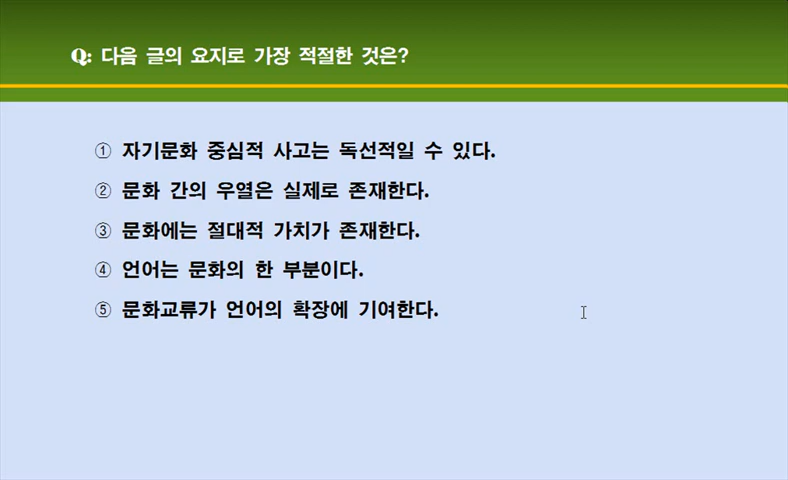 Q: 다음 글의 요지로 가장 적절한 것은?
① 자기문화 중심적 사고는 독선적일 수 있다.
② 문화 간의 우열은 실제로 존재한다.
③ 문화에는 절대적 가치가 존재한다.
④ 언어는 문화의 한 부분이다.
⑤ 문화교류가 언어의 확장에 기여한다.